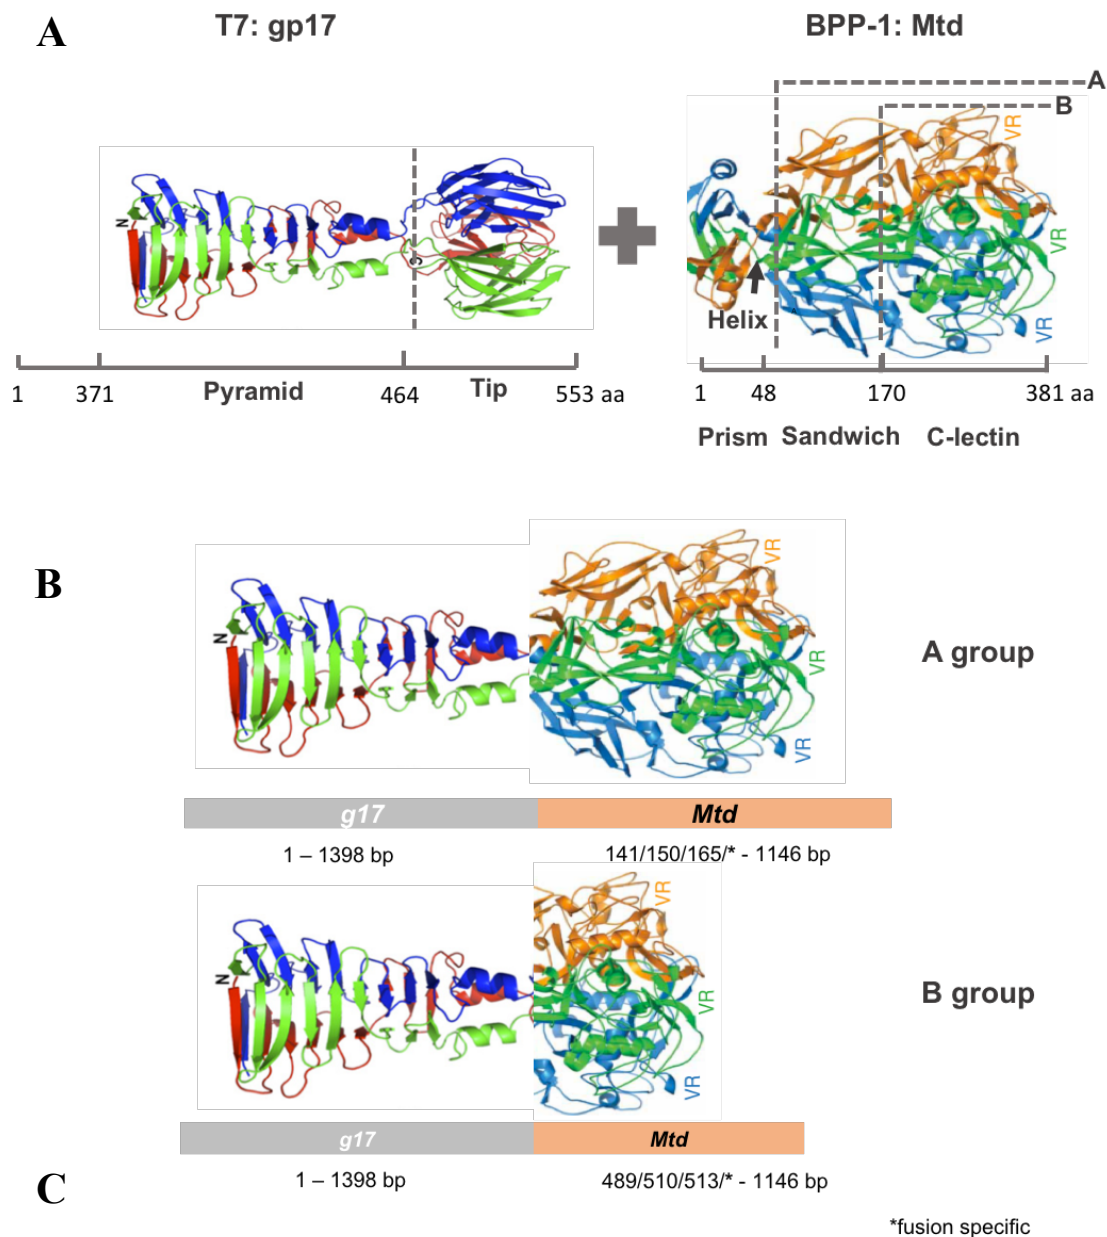 A
T7: gp17
BPP-1: Mtd
A
B
VR
N
C
VR
Helix
VR
1 371 Pyramid 464 Tip 553 aa
1 48 170 381 aa
Prism Sandwich C-lectin
B
VR
N
VR
A group
VR
g17 Mtd
1 – 1398 bp 141/150/165/* - 1146 bp
VR
N
VR
B group
VR
g17 Mtd
1 – 1398 bp 489/510/513/* - 1146 bp
C
*fusion specific